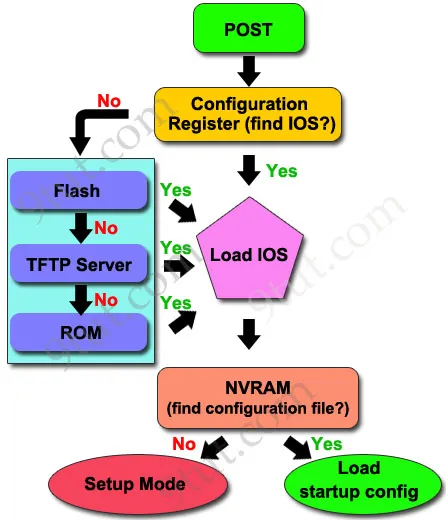 POST
No
Configuration
Register (find IOS?)
Yes
Flash
Yes
No
TFTP Server
Yes
Load IOS
No
Yes
ROM
NVRAM
(find configuration file?)
No
Yes
Setup Mode
Load
startup config
9tut.com
9tut.com
9tut.com
9tut.com